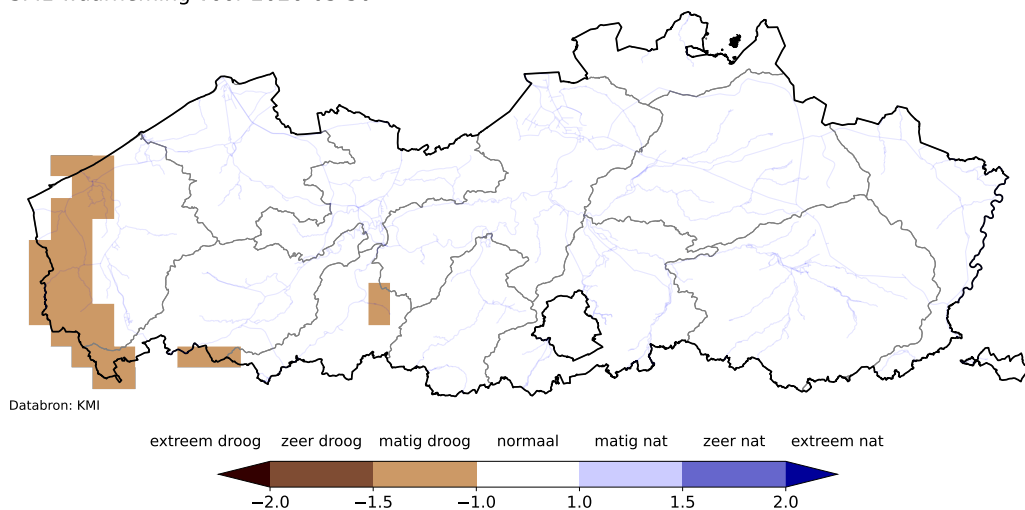 Databron: KMI
extreem droog zeer droog matig droog normaal matig nat zeer nat extreem nat
−2.0 −1.5 −1.0 1.0 1.5 2.0